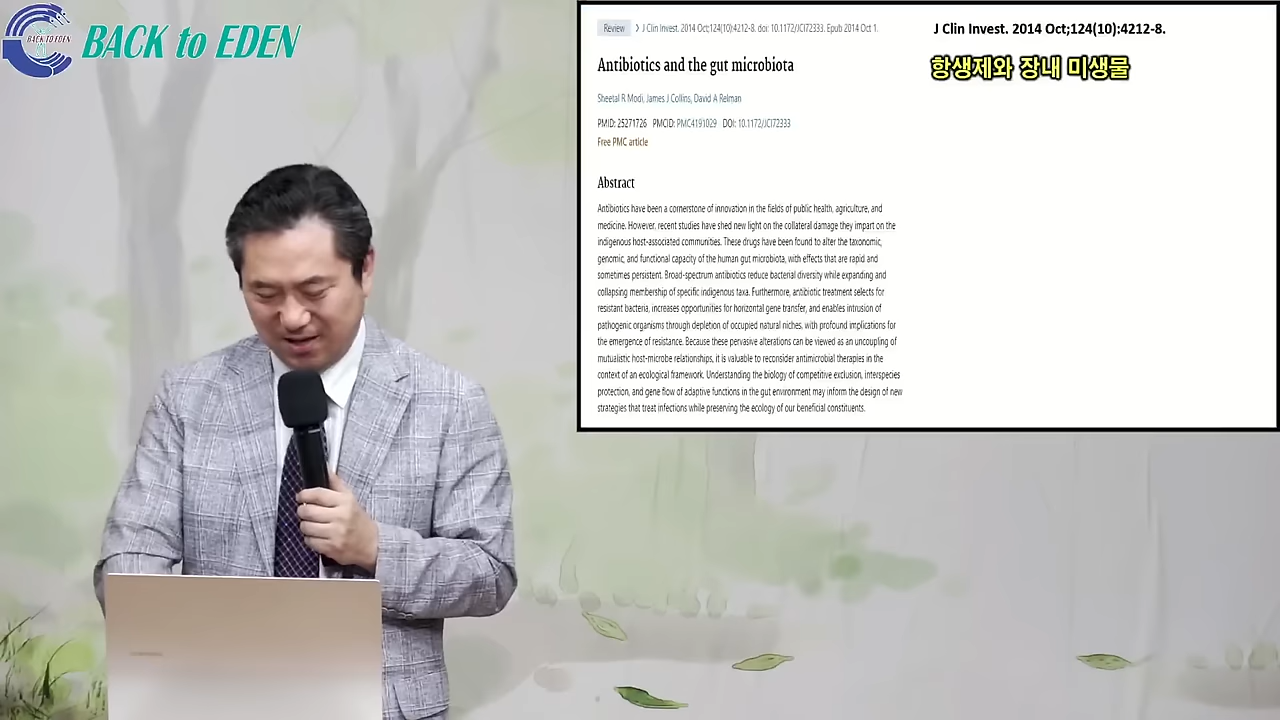 BACK TO EDEN
BACK to EDEN
Review
J Clin Invest. 2014 Oct;124(10):4212-8. doi: 10.1172/JCI72333. Epub 2014 Oct 1.
Antibiotics and the gut microbiota
Sheetal R Modi, James J Collins, David A Relman
PMID: 25271726 PMCID: PMC4191029 DOI: 10.1172/JCI72333
Free PMC article
Abstract
Antibiotics have been a cornerstone of innovation in the fields of public health, agriculture, and
medicine. However, recent studies have shed new light on the collateral damage they impart on the
indigenous host-associated communities. These drugs have been found to alter the taxonomic,
genomic, and functional capacity of the human gut microbiota, with effects that are rapid and
sometimes persistent. Broad-spectrum antibiotics reduce bacterial diversity while expanding and
collapsing membership of specific indigenous taxa. Furthermore, antibiotic treatment selects for
resistant bacteria, increases opportunities for horizontal gene transfer, and enables intrusion of
pathogenic organisms through depletion of occupied natural niches, with profound implications for
the emergence of resistance. Because these pervasive alterations can be viewed as an uncoupling of
mutualistic host-microbe relationships, it is valuable to reconsider antimicrobial therapies in the
context of an ecological framework. Understanding the biology of competitive exclusion, interspecies
protection, and gene flow of adaptive functions in the gut environment may inform the design of new
strategies that treat infections while preserving the ecology of our beneficial constituents.
J Clin Invest. 2014 Oct;124(10):4212-8.
항생제와 장내 미생물